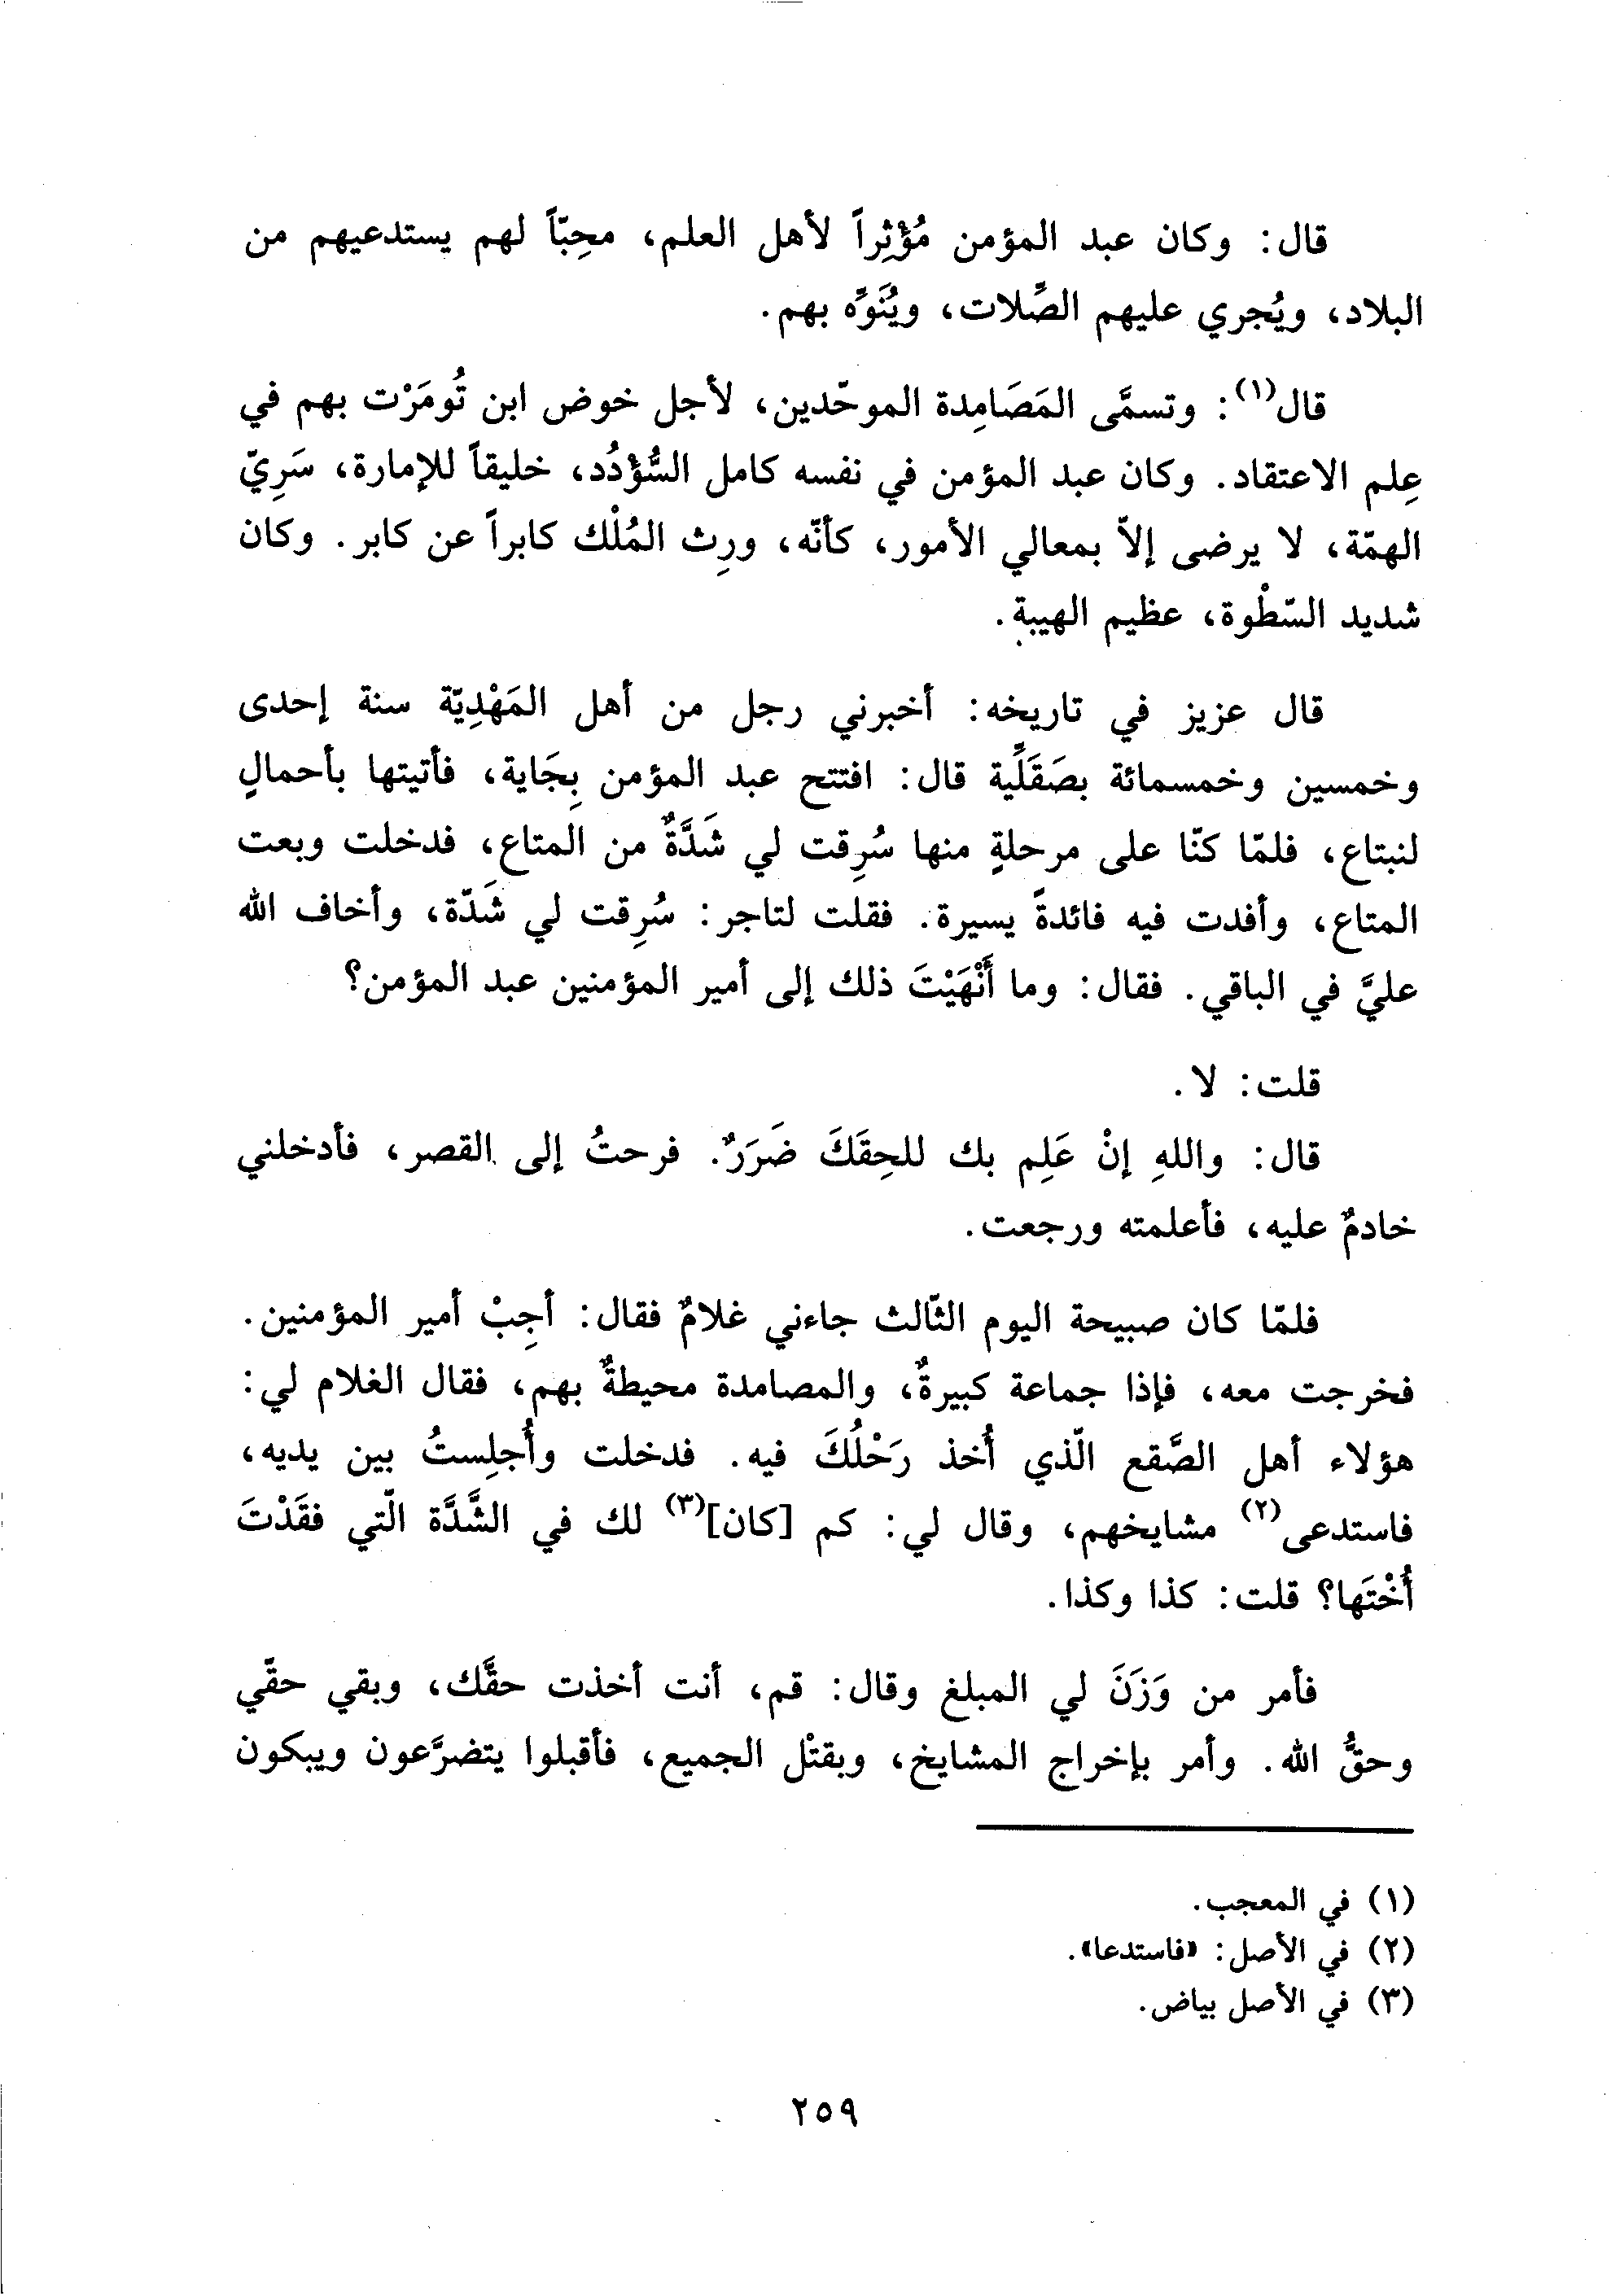 قال: وكان عبد المؤمن مُؤْثِراً لأهل العلم، محِبّاً لهم يستدعيهم من
البلاد، ويُجري عليهم الصِّلات، ويُنَوِّه بهم.
قال(١): وتسمَّى المَصَامِدة الموحّدين، لأجل خوض ابن تُومَرْت بهم في
عِلم الاعتقاد. وكان عبد المؤمن في نفسه كامل السُّؤْدُد، خليقاً للإمارة، سَرِيّ
الهمّة، لا يرضى إلاّ بمعالي الأمور، كأنّه، ورِث المُلْك كابراً عن كابر. وكان
شديد السّطْوة، عظيم الهيبة.
قال عزيز في تاريخه: أخبرني رجل من أهل المَهْدِيّة سنة إحدى
وخمسين وخمسمائة بصَقَلِّية قال: افتتح عبد المؤمن بِجَاية، فأتيتها بأحمالٍ
لنبتاع، فلمّا كنّا على مرحلةٍ منها سُرِقت لي شَدَّةٌ من المتاع، فدخلت وبعت
المتاع، وأفدت فيه فائدةً يسيرة. فقلت لتاجر: سُرِقت لي شَدّة، وأخاف الله
عليَّ في الباقي. فقال: وما أَنْهَيْتَ ذلك إلى أمير المؤمنين عبد المؤمن؟
قلت: لا.
قال: واللهِ إنْ عَلِم بك للحِقَكَ ضَرَرٌ. فرحتُ إلى القصر، فأدخلني
خادمٌ عليه، فأعلمته ورجعت.
فلمّا كان صبيحة اليوم الثّالث جاءني غلامٌ فقال: أجِبْ أمير المؤمنين.
فخرجت معه، فإذا جماعة كبيرةٌ، والمصامدة محيطةٌ بهم، فقال الغلام لي:
هؤلاء أهل الصَّقع الّذي أُخذ رَحْلُكَ فيه. فدخلت وأُجلِستُ بين يديه،
فاستدعى(٢) مشايخهم، وقال لي: كم [كان](٣) لك في الشَّدَّة الّتي فقَدْتَ
أُخْتَها؟ قلت: كذا وكذا.
فأمر من وَزَنَ لي المبلغ وقال: قم، أنت أخذت حقَّك، وبقي حقّي
وحقُّ الله. وأمر بإخراج المشايخ، وبقتْل الجميع، فأقبلوا يتضرَّعون ويبكون
(١) في المعجب.
(٢) في الأصل: «فاستدعا».
(٣) في الأصل بياض.
٢٥٩